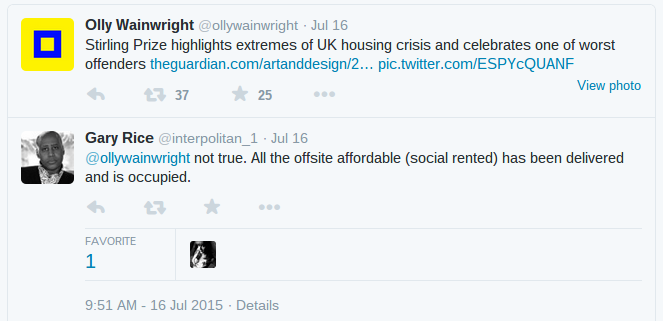 Olly Wainwright @ollywainwright · Jul 16
Stirling Prize highlights extremes of UK housing crisis and celebrates one of worst
offenders theguardian.com/artanddesign/2… pic.twitter.com/ESPYcQUANF
View photo
37 25
Gary Rice @interpolitan_1 · Jul 16
@ollywainwright not true. All the offsite affordable (social rented) has been delivered
and is occupied.
FAVORITE
1
9:51 AM - 16 Jul 2015 · Details